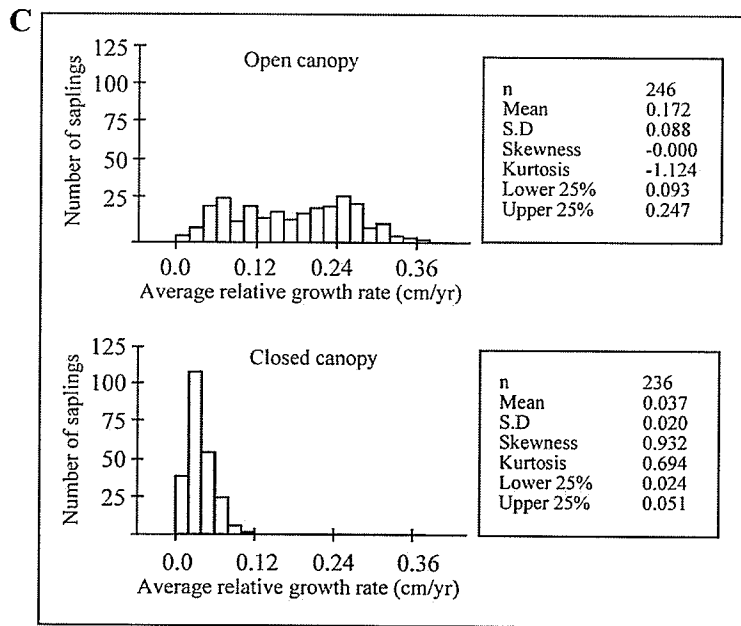 C
Open canopy
Number of saplings
125
100
75
50
25
0.0 0.12 0.24 0.36
Average relative growth rate (cm/yr)
n 246
Mean 0.172
S.D 0.088
Skewness -0.000
Kurtosis -1.124
Lower 25% 0.093
Upper 25% 0.247
Closed canopy
Number of saplings
125
100
75
50
25
0.0 0.12 0.24 0.36
Average relative growth rate (cm/yr)
n 236
Mean 0.037
S.D 0.020
Skewness 0.932
Kurtosis 0.694
Lower 25% 0.024
Upper 25% 0.051